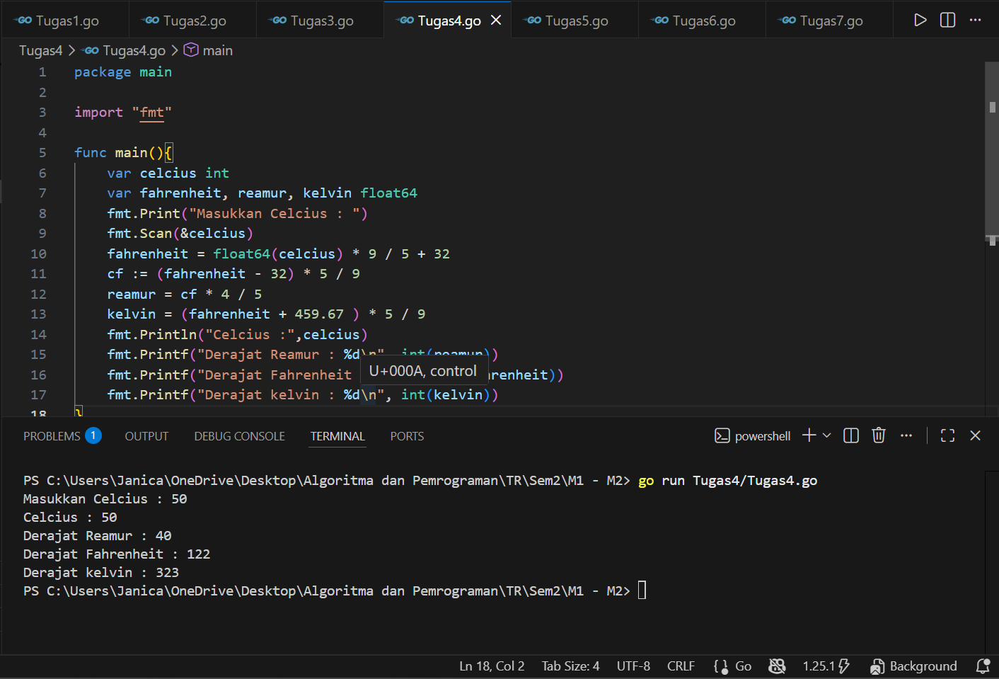 Tugas1.go Tugas2.go Tugas3.go Tugas4.go Tugas5.go Tugas6.go Tugas7.go
Tugas4 > Tugas4.go > main
1 package main
2
3 import "fmt"
4
5 func main(){
6 var celcius int
7 var fahrenheit, reamur, kelvin float64
8 fmt.Print("Masukkan Celcius : ")
9 fmt.Scan(&celcius)
10 fahrenheit = float64(celcius) * 9 / 5 + 32
11 cf := (fahrenheit - 32) * 5 / 9
12 reamur = cf * 4 / 5
13 kelvin = (fahrenheit + 459.67 ) * 5 / 9
14 fmt.Println("Celcius :",celcius)
15 fmt.Printf("Derajat Reamur : %d\n", int(reamur))
16 fmt.Printf("Derajat Fahrenheit renheit))
U+000A, control
17 fmt.Printf("Derajat kelvin : %d\n", int(kelvin))
18 }
PROBLEMS 1 OUTPUT DEBUG CONSOLE TERMINAL PORTS powershell
PS C:\Users\Janica\OneDrive\Desktop\Algoritma dan Pemrograman\TR\Sem2\M1 - M2> go run Tugas4/Tugas4.go
Masukkan Celcius : 50
Celcius : 50
Derajat Reamur : 40
Derajat Fahrenheit : 122
Derajat kelvin : 323
PS C:\Users\Janica\OneDrive\Desktop\Algoritma dan Pemrograman\TR\Sem2\M1 - M2>
Ln 18, Col 2 Tab Size: 4 UTF-8 CRLF {} Go 1.25.1 Background